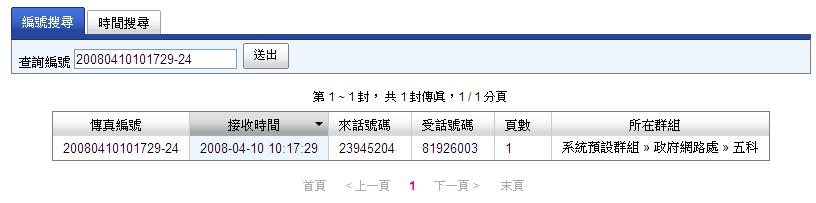 編號搜尋 時間搜尋
查詢編號 20080410101729-24 送出
第 1 ~ 1 封, 共 1 封傳真, 1 / 1 分頁
傳真編號 接收時間 來話號碼 受話號碼 頁數 所在群組
20080410101729-24 2008-04-10 10:17:29 23945204 81926003 1 系統預設群組 » 政府網路處 » 五科
首頁 < 上一頁 1 下一頁 > 末頁